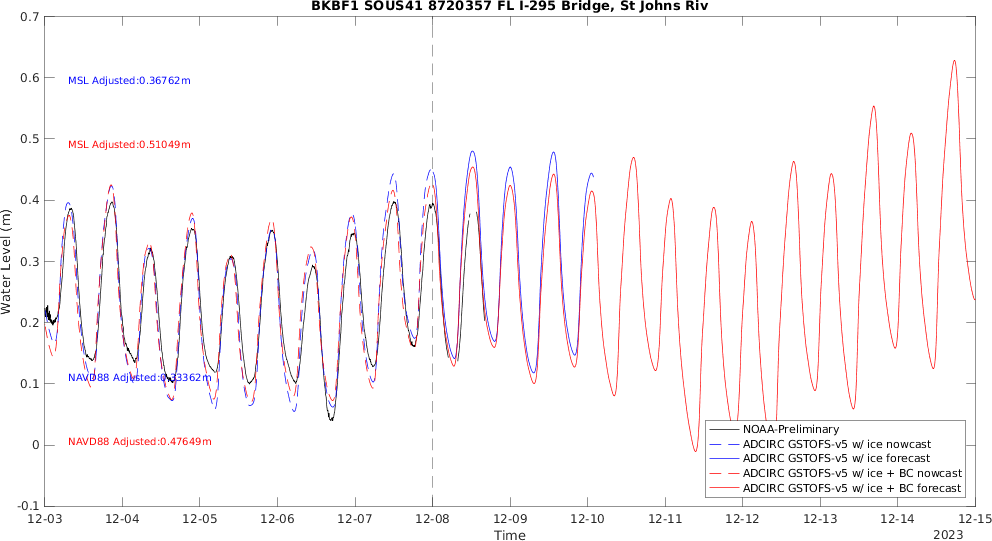 BKBF1 SOUS41 8720357 FL I-295 Bridge, St Johns Riv
0.7
0.6
0.5
0.4
0.3
0.2
0.1
0
-0.1
Water Level (m)
MSL Adjusted:0.36762m
MSL Adjusted:0.51049m
NAVD88 Adjusted:0.33362m
NAVD88 Adjusted:0.47649m
NOAA-Preliminary
ADCIRC GSTOFS-v5 w/ ice nowcast
ADCIRC GSTOFS-v5 w/ ice forecast
ADCIRC GSTOFS-v5 w/ ice + BC nowcast
ADCIRC GSTOFS-v5 w/ ice + BC forecast
12-03 12-04 12-05 12-06 12-07 12-08 12-09 12-10 12-11 12-12 12-13 12-14 12-15
Time
2023